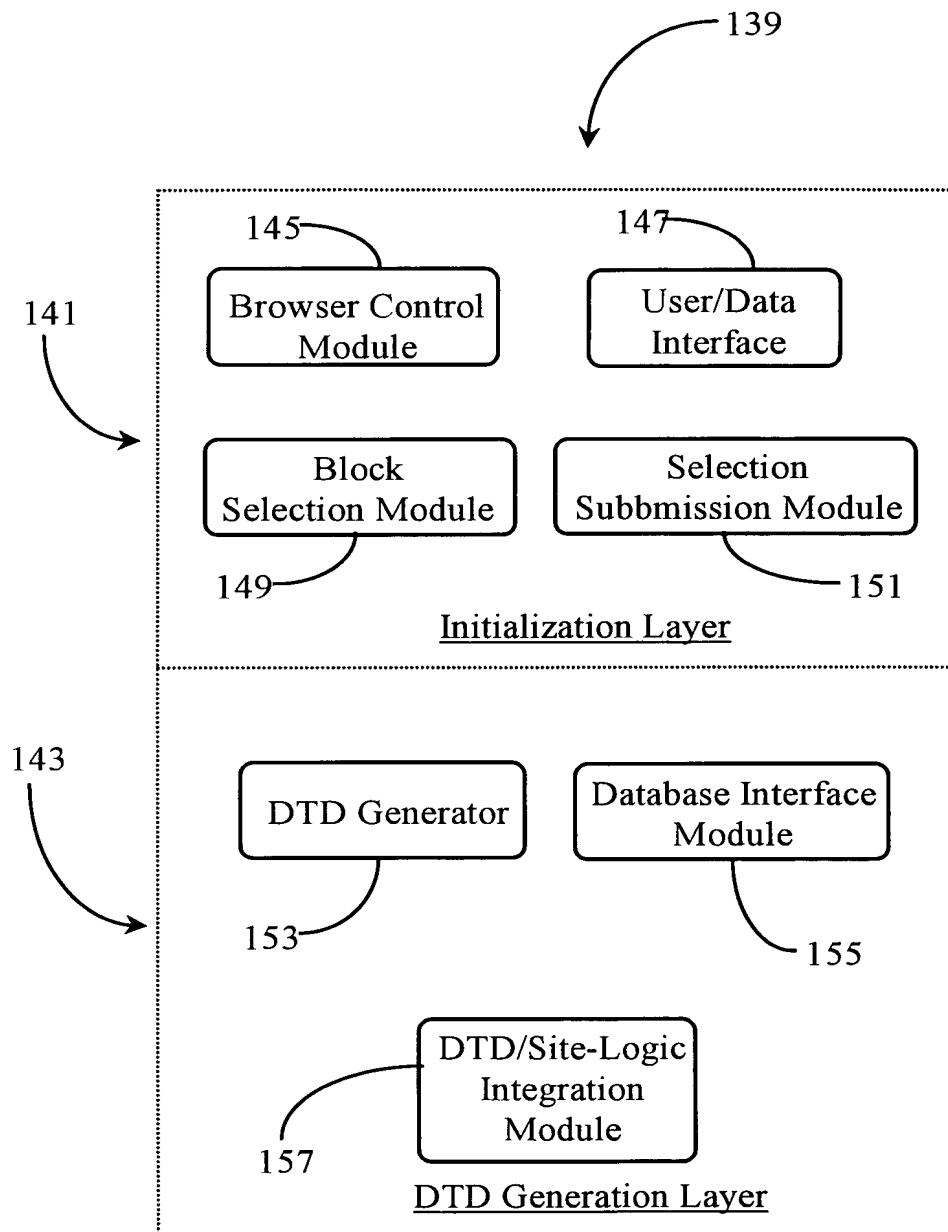 139
145
147
Browser Control
Module
User/Data
Interface
141
Block
Selection Module
Selection
Subbmission Module
149
151
Initialization Layer
143
DTD Generator
Database Interface
Module
153
155
DTD/Site-Logic
Integration
Module
157
DTD Generation Layer